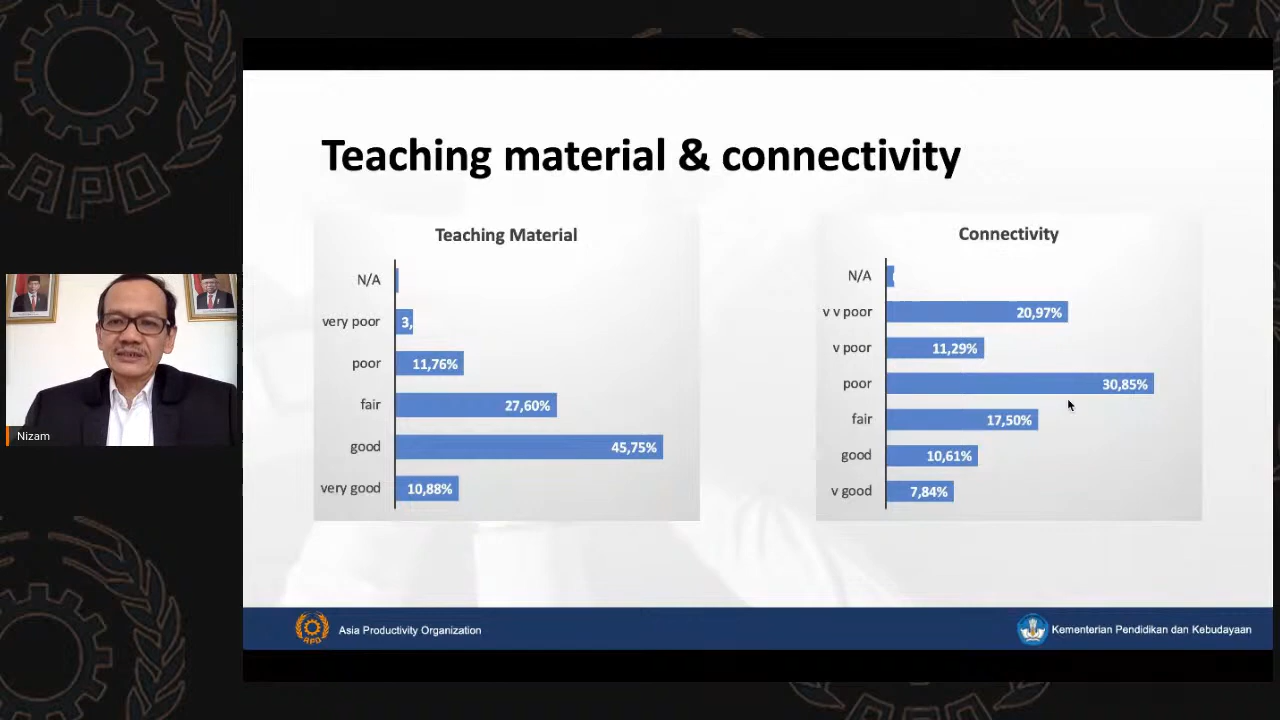 APO
Teaching material & connectivity
Teaching Material
N/A
very poor 3,
poor 11,76%
fair 27,60%
good 45,75%
very good 10,88%
Connectivity
N/A
v v poor 20,97%
v poor 11,29%
poor 30,85%
fair 17,50%
good 10,61%
v good 7,84%
Nizam
APO
Asia Productivity Organization
Kementerian Pendidikan dan Kebudayaan